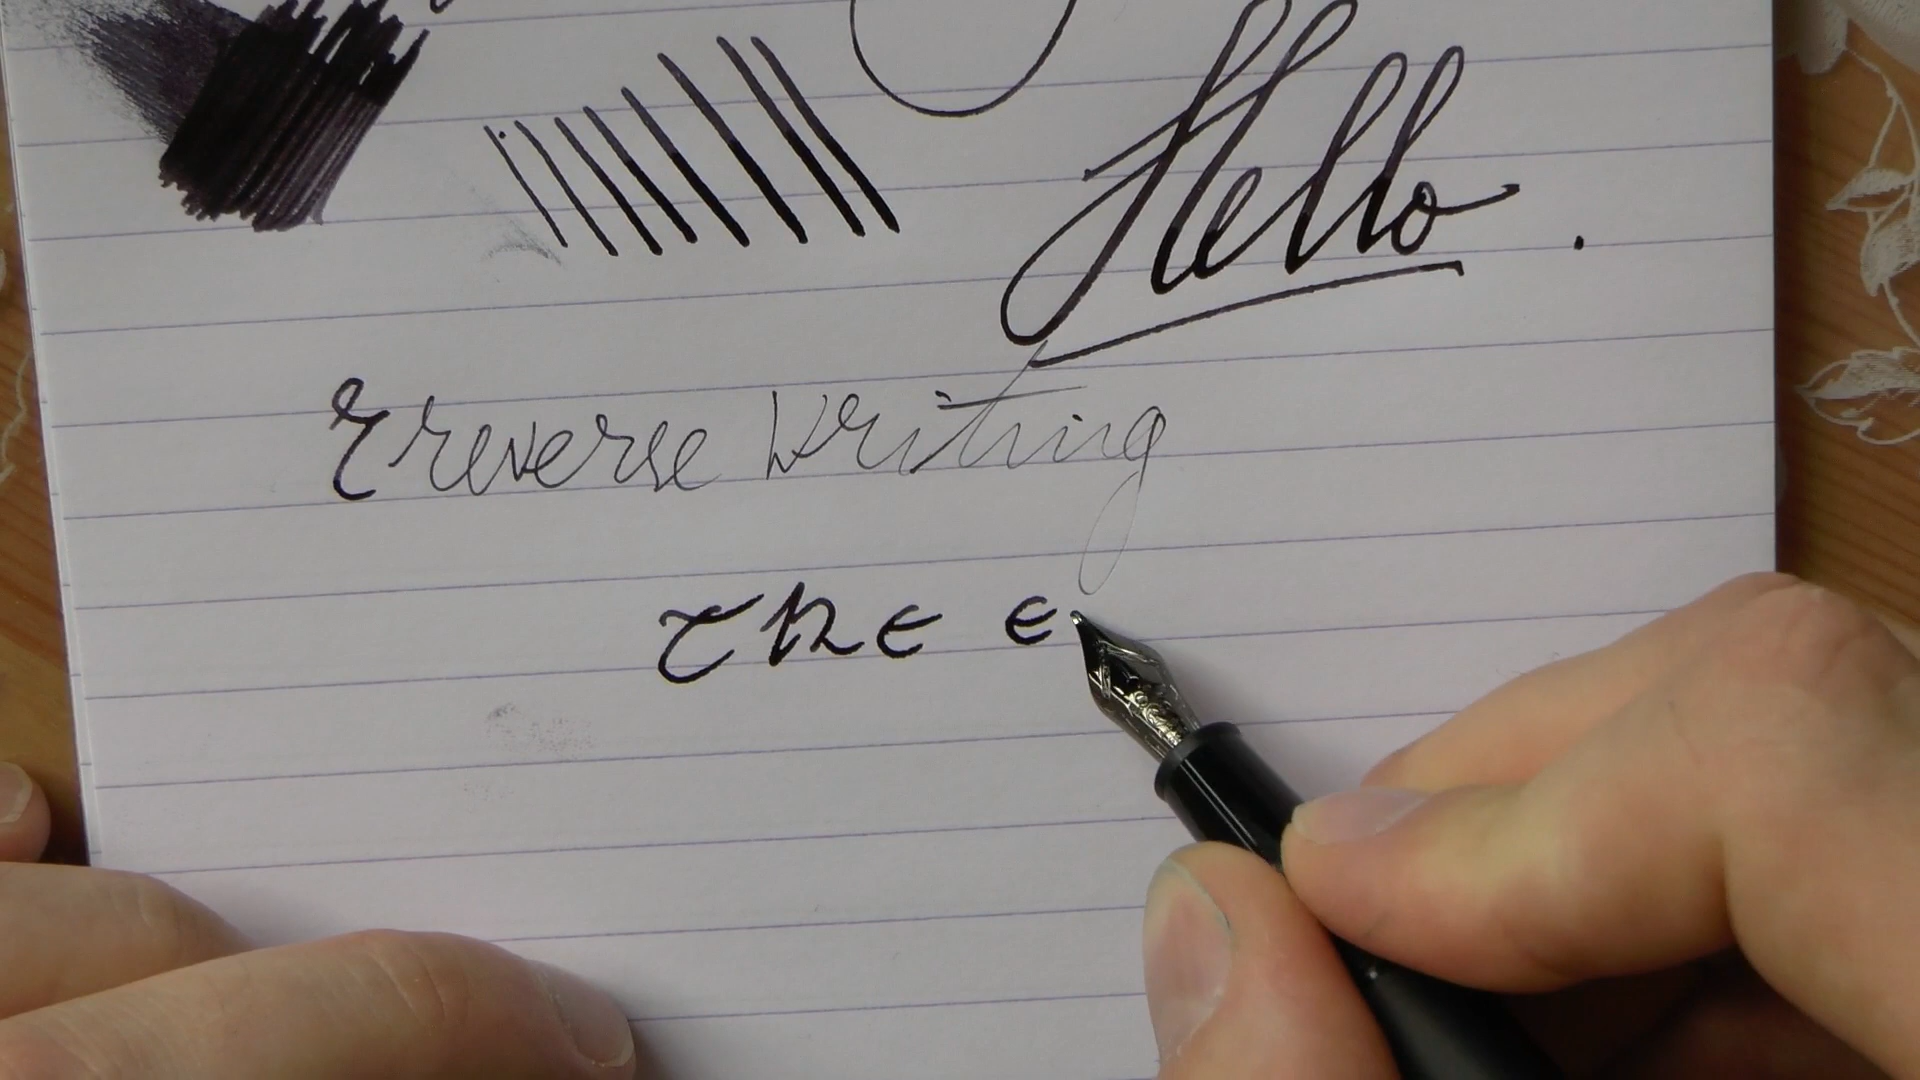 Hello.
reverse writing
the e